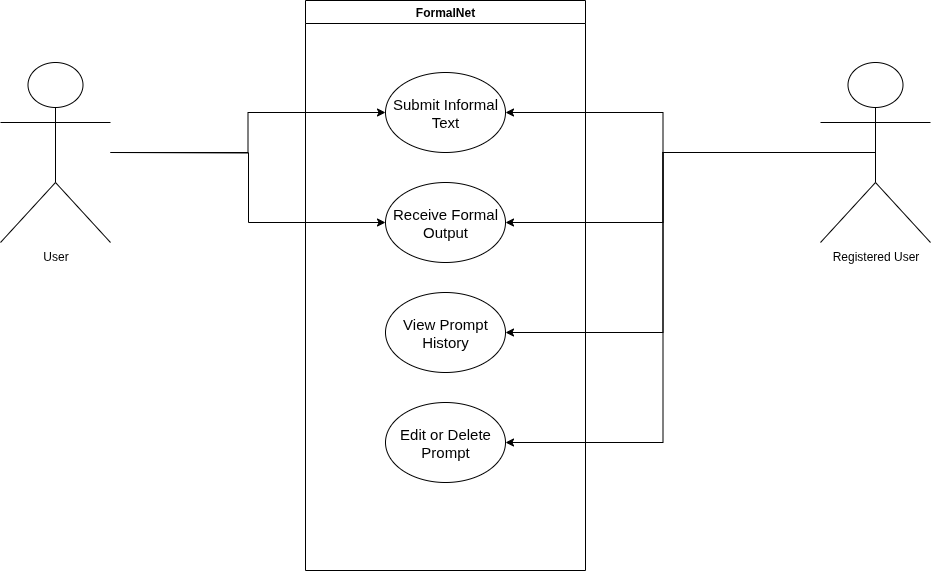 FormalNet
Submit Informal
Text
Receive Formal
Output
View Prompt
History
Edit or Delete
Prompt
User
Registered User